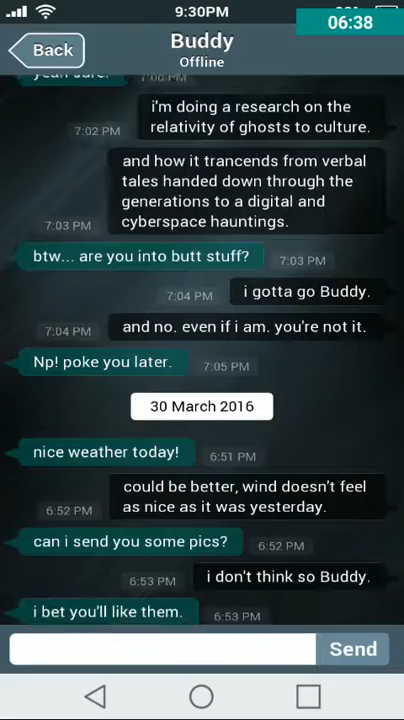 9:30PM
06:38
Back
Buddy
Offline
yeah sure.
7:00 PM
i'm doing a research on the
relativity of ghosts to culture.
7:02 PM
and how it trancends from verbal
tales handed down through the
generations to a digital and
cyberspace hauntings.
7:03 PM
btw... are you into butt stuff?
7:03 PM
i gotta go Buddy.
7:04 PM
and no. even if i am. you're not it.
7:04 PM
Np! poke you later.
7:05 PM
30 March 2016
nice weather today!
6:51 PM
could be better, wind doesn't feel
as nice as it was yesterday.
6:52 PM
can i send you some pics?
6:52 PM
i don't think so Buddy.
6:53 PM
i bet you'll like them.
6:53 PM
Send